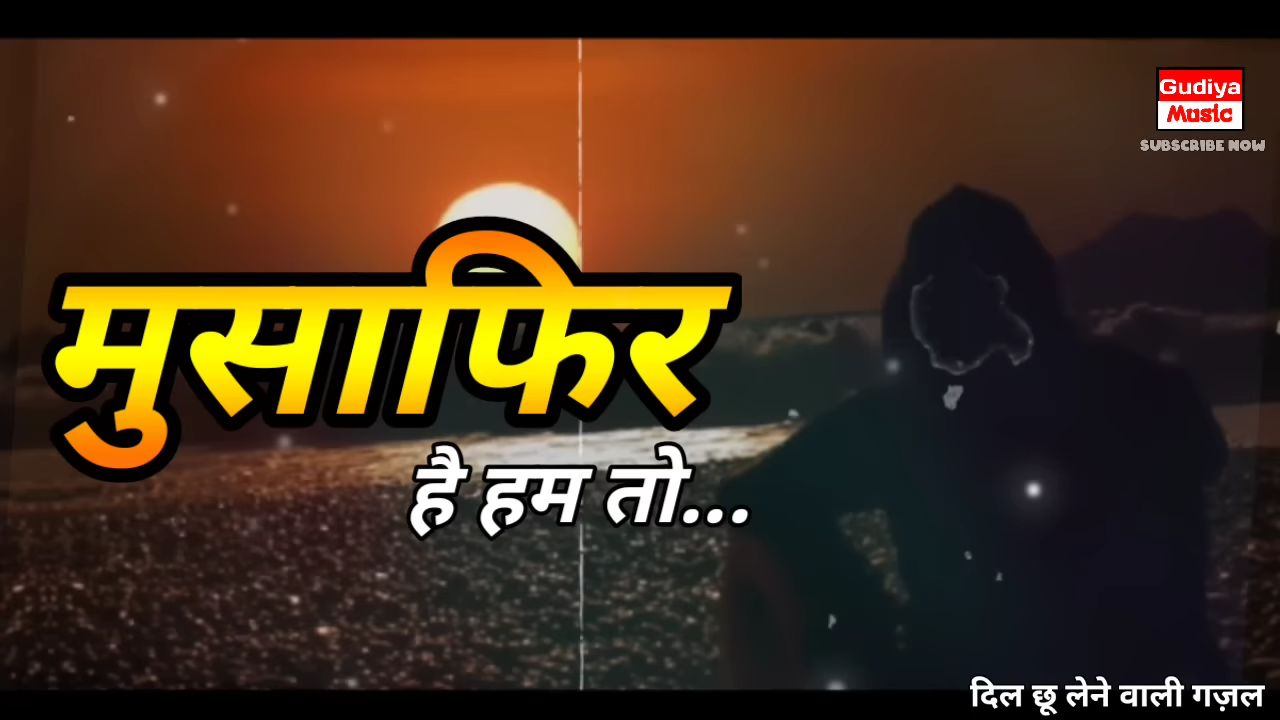 Gudiya
Music
SUBSCRIBE NOW
मुसाफिर
है हम तो...
दिल छू लेने वाली गज़ल